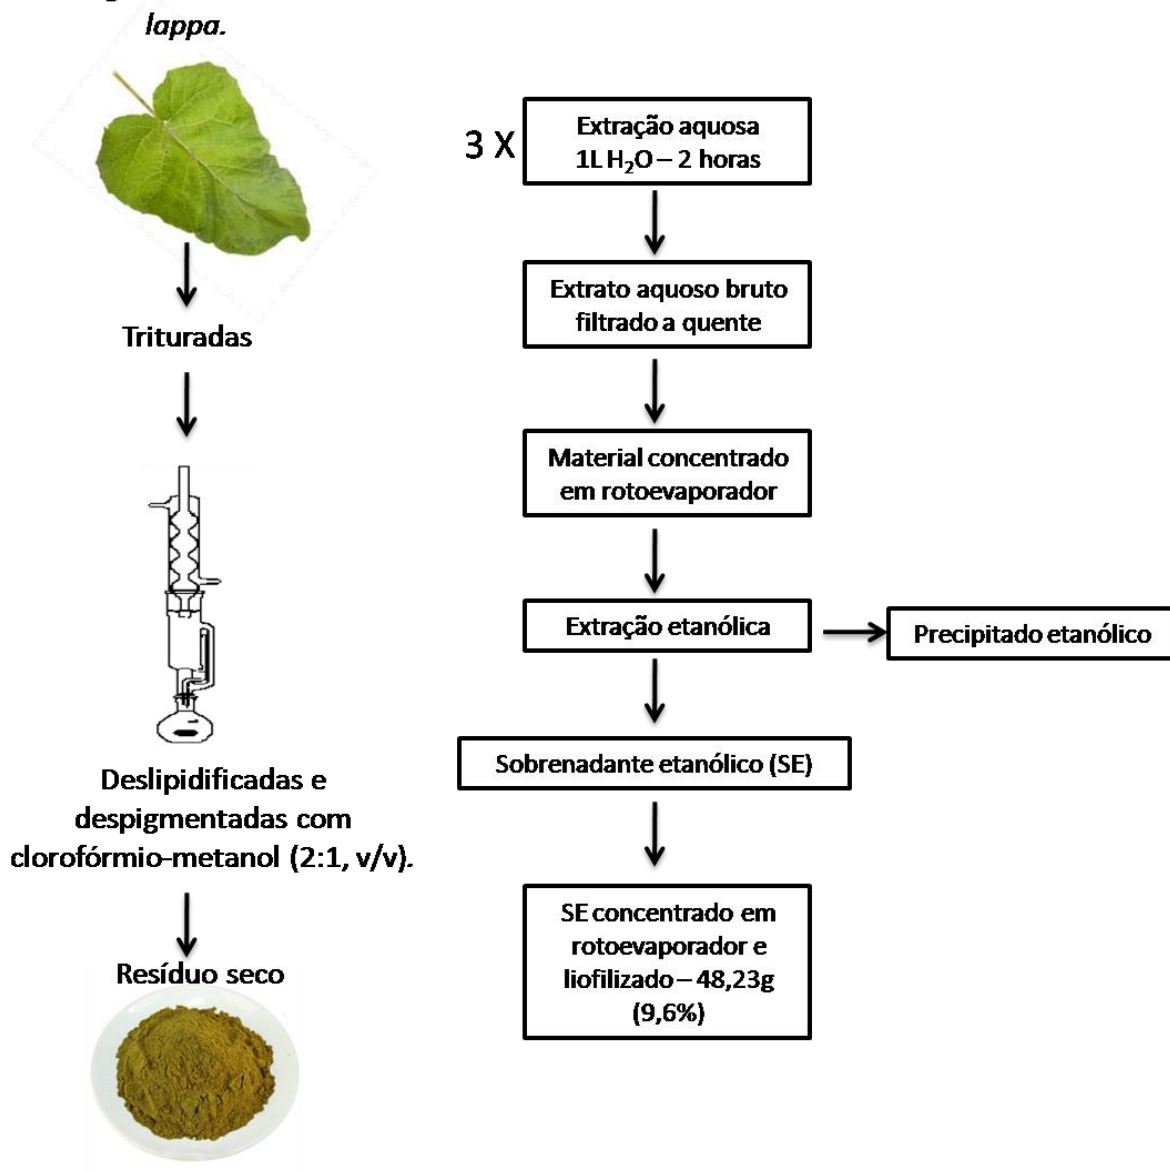 lappa.
Trituradas
Deslipidificadas e
despigmentadas com
clorofórmio-metanol (2:1, v/v).
Resíduo seco
3 X
Extração aquosa
1L H₂O – 2 horas
Extrato aquoso bruto
filtrado a quente
Material concentrado
em rotoevaporador
Extração etanólica
Precipitado etanólico
Sobrenadante etanólico (SE)
SE concentrado em
rotoevaporador e
liofilizado – 48,23g
(9,6%)